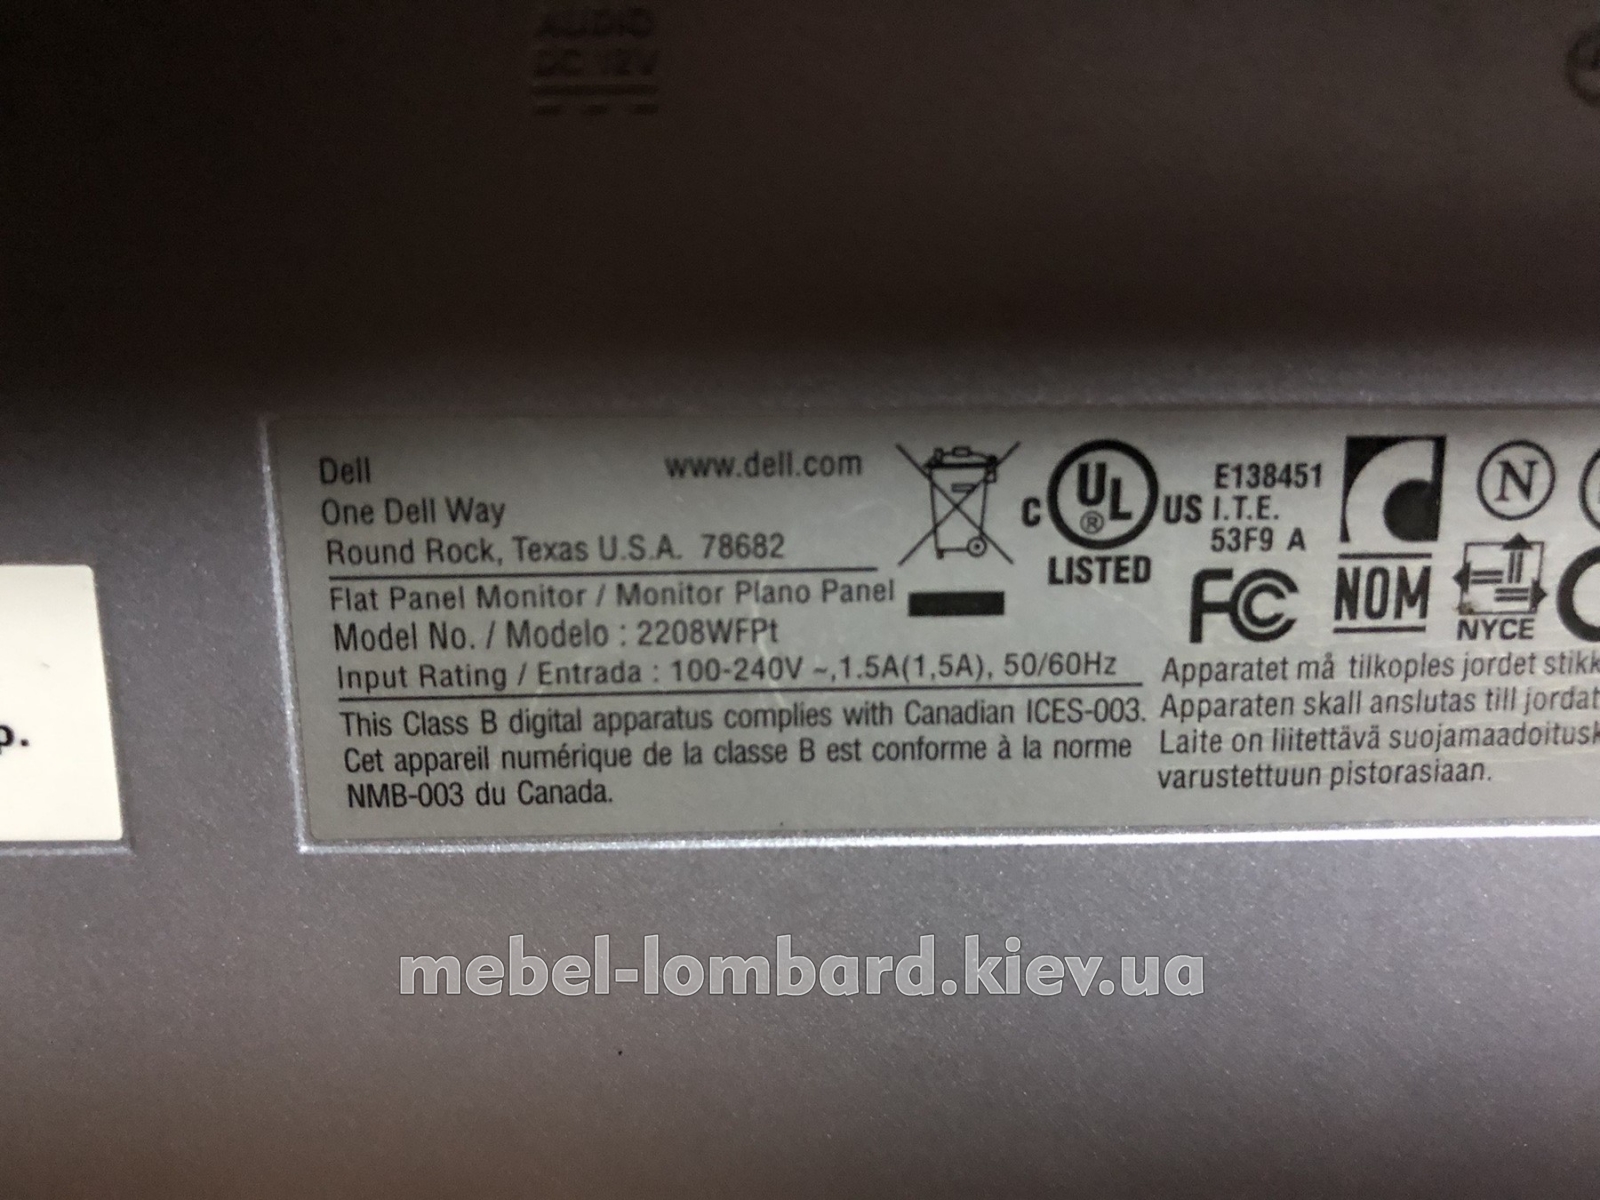 AUDIO
DC 12V
Dell
www.dell.com
One Dell Way
Round Rock, Texas U.S.A. 78682
Flat Panel Monitor / Monitor Plano Panel
Model No. / Modelo : 2208WFPt
Input Rating / Entrada : 100-240V ~,1.5A(1,5A), 50/60Hz
This Class B digital apparatus complies with Canadian ICES-003.
Cet appareil numérique de la classe B est conforme à la norme
NMB-003 du Canada.
C UL ® US
LISTED
E138451
I.T.E.
53F9 A
N
FC
NOM
NYCE
Apparatet må tilkoples jordet stikk
Apparaten skall anslutas till jordat
Laite on liitettävä suojamaadoitusk
varustettuun pistorasiaan.
p.
mebel-lombard.kiev.ua